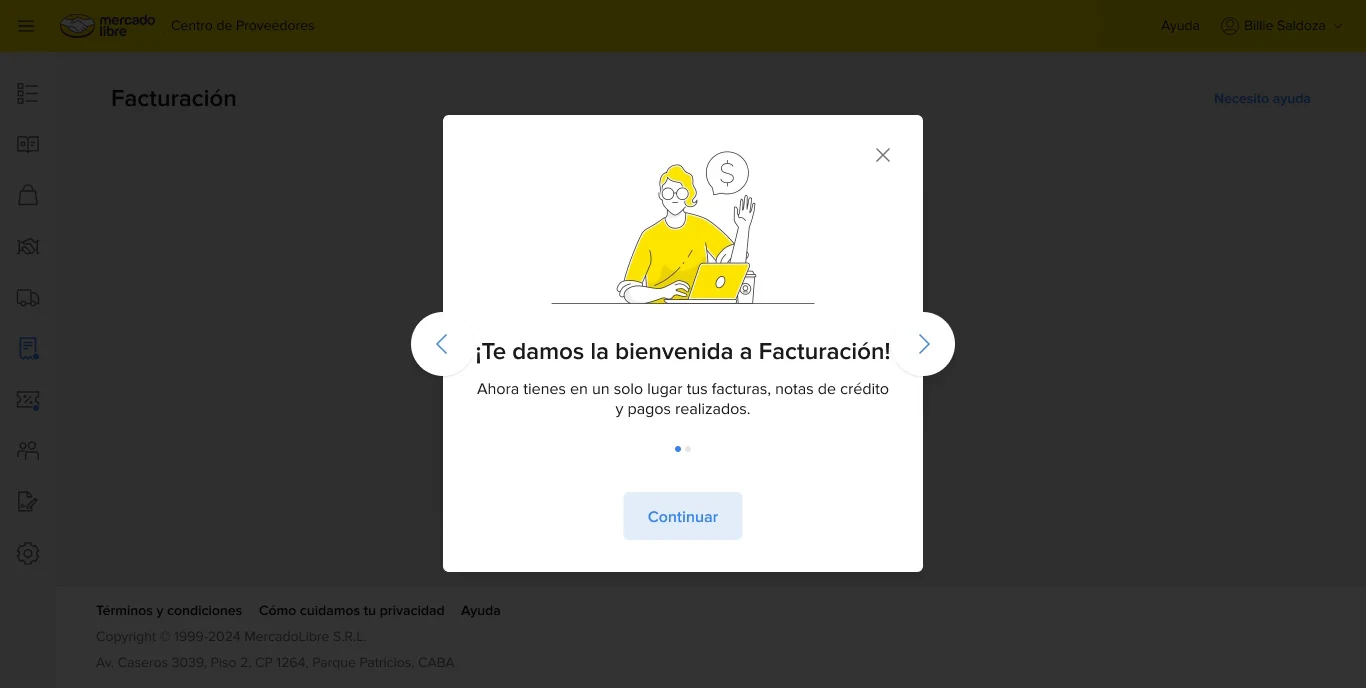 mercado
libre
Centro de Proveedores
Ayuda
Billie Saldoza
Facturación
Necesito ayuda
$
¡Te damos la bienvenida a Facturación!
Ahora tienes en un solo lugar tus facturas, notas de crédito
y pagos realizados.
Continuar
Términos y condiciones Cómo cuidamos tu privacidad Ayuda
Copyright © 1999-2024 MercadoLibre S.R.L.
Av. Caseros 3039, Piso 2, CP 1264, Parque Patricios, CABA